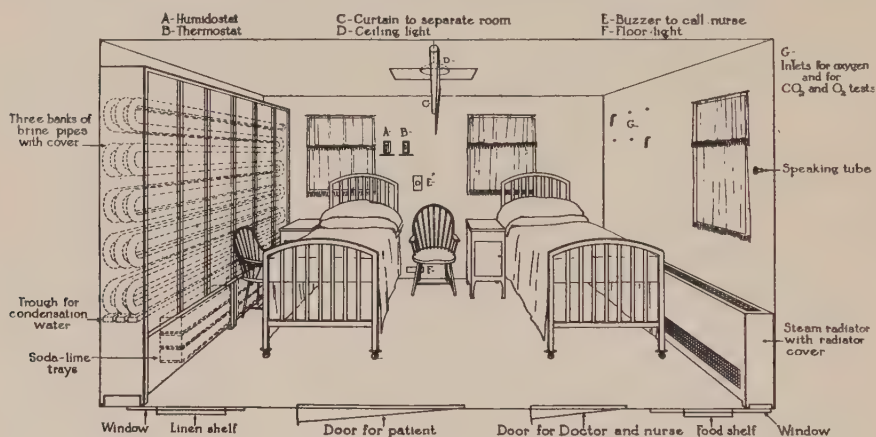 A-Humidostat
B-Thermostat
C-Curtain to separate room
D-Ceiling light
E-Buzzer to call nurse
F-Floor-light
G-
Inlets for oxygen
and for
CO₂ and O₂ tests
D-
C-
Three banks of
brine pipes
with cover
A-
B-
G-
E-
Speaking tube
F-
Trough for
condensation
water
Soda-lime
trays
Steam radiator
with radiator
cover
Window
Linen shelf
Door for patient
Door for Doctor and nurse
Food shelf
Window